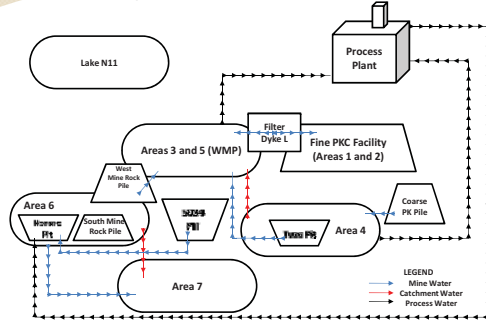 Process
Plant
Lake N11
Filter
Dyke L
Areas 3 and 5 (WMP)
Fine PKC Facility
(Areas 1 and 2)
West
Mine Rock
Pile
Coarse
PK Pile
Area 6
South Mine
Rock Pile
Pit
5034
Pit
Area 4
Area 7
LEGEND
Mine Water
Catchment Water
Process Water